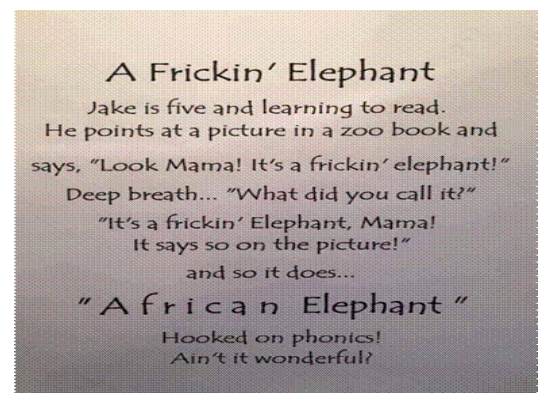 A Frickin' Elephant
Jake is five and learning to read.
He points at a picture in a zoo book and
says, "Look Mama! It's a frickin' elephant!"
Deep breath... "What did you call it?"
"It's a frickin' Elephant, Mama!
It says so on the picture!"
and so it does...
" A f r i c a n Elephant "
Hooked on phonics!
Ain't it wonderful?